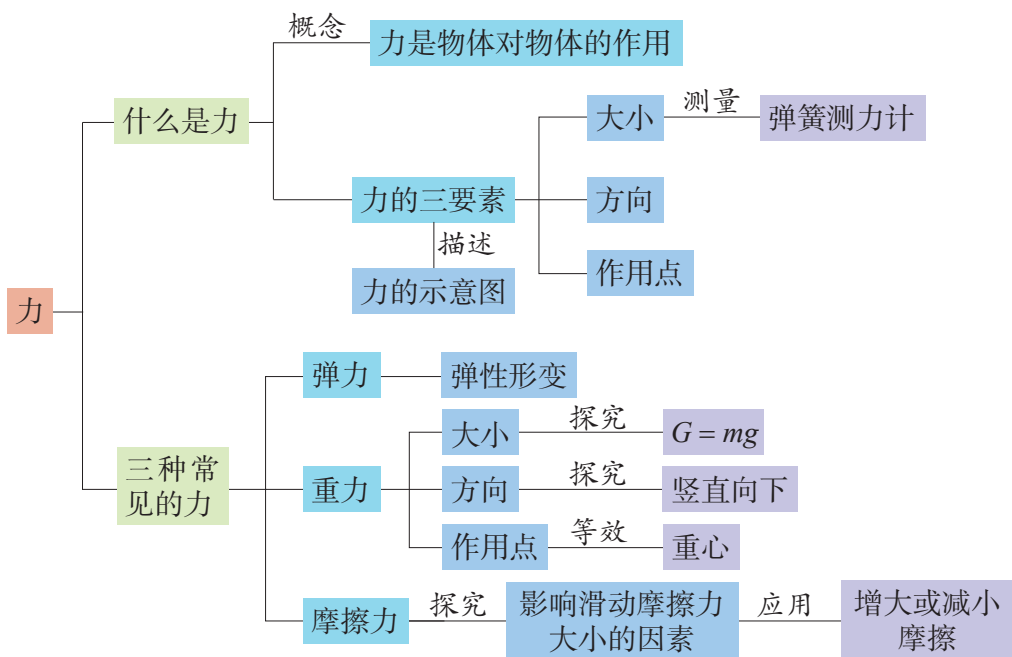 概念
力是物体对物体的作用
什么是力
大小
测量
弹簧测力计
力的三要素
方向
描述
作用点
力的示意图
力
弹力
弹性形变
大小
探究
G = mg
三种常
见的力
重力
方向
探究
竖直向下
作用点
等效
重心
摩擦力
探究
影响滑动摩擦力
大小的因素
应用
增大或减小
摩擦